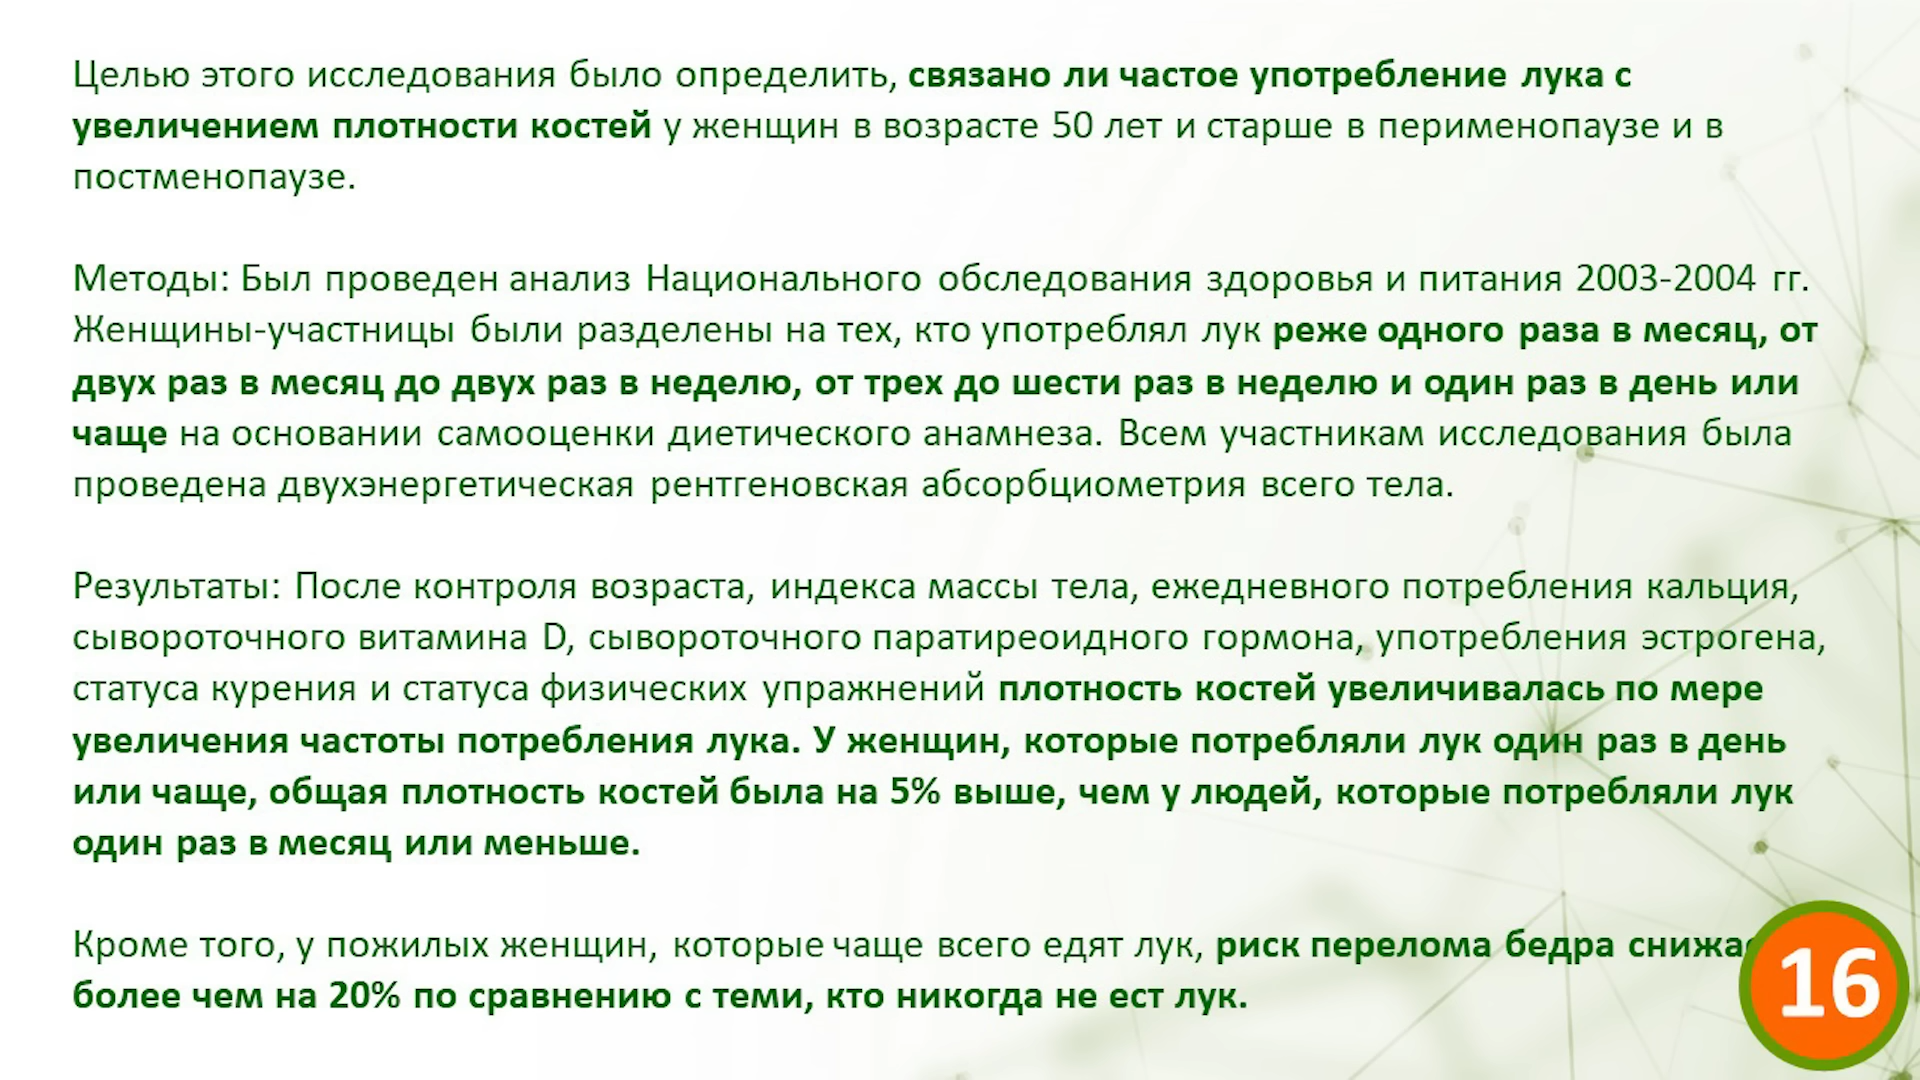 Целью этого исследования было определить, связано ли частое употребление лука с
увеличением плотности костей у женщин в возрасте 50 лет и старше в перименопаузе и в
постменопаузе.
Методы: Был проведен анализ Национального обследования здоровья и питания 2003-2004 гг.
Женщины-участницы были разделены на тех, кто употреблял лук реже одного раза в месяц, от
двух раз в месяц до двух раз в неделю, от трех до шести раз в неделю и один раз в день или
чаще на основании самооценки диетического анамнеза. Всем участникам исследования была
проведена двухэнергетическая рентгеновская абсорбциометрия всего тела.
Результаты: После контроля возраста, индекса массы тела, ежедневного потребления кальция,
сывороточного витамина D, сывороточного паратиреоидного гормона, употребления эстрогена,
статуса курения и статуса физических упражнений плотность костей увеличивалась по мере
увеличения частоты потребления лука. У женщин, которые потребляли лук один раз в день
или чаще, общая плотность костей была на 5% выше, чем у людей, которые потребляли лук
один раз в месяц или меньше.
Кроме того, у пожилых женщин, которые чаще всего едят лук, риск перелома бедра
более чем на 20% по сравнению с теми, кто никогда не ест лук.
16